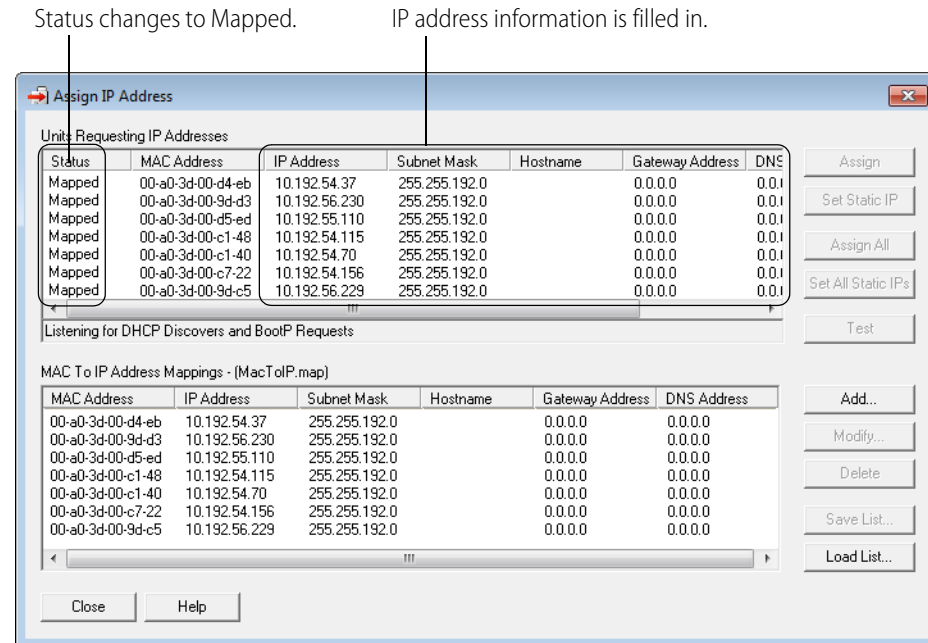 Status changes to Mapped. IP address information is filled in.
Assign IP Address
Units Requesting IP Addresses
Status MAC Address IP Address Subnet Mask Hostname Gateway Address DNS
Mapped 00-a0-3d-00-d4-eb 10.192.54.37 255.255.192.0 0.0.0.0 0.0.
Mapped 00-a0-3d-00-9d-d3 10.192.56.230 255.255.192.0 0.0.0.0 0.0.
Mapped 00-a0-3d-00-d5-ed 10.192.55.110 255.255.192.0 0.0.0.0 0.0.
Mapped 00-a0-3d-00-c1-48 10.192.54.115 255.255.192.0 0.0.0.0 0.0.
Mapped 00-a0-3d-00-c1-40 10.192.54.70 255.255.192.0 0.0.0.0 0.0.
Mapped 00-a0-3d-00-c7-22 10.192.54.156 255.255.192.0 0.0.0.0 0.0.
Mapped 00-a0-3d-00-9d-c5 10.192.56.229 255.255.192.0 0.0.0.0 0.0.
Listening for DHCP Discovers and BootP Requests
Assign
Set Static IP
Assign All
Set All Static IPs
Test
MAC To IP Address Mappings - (MacToIP.map)
MAC Address IP Address Subnet Mask Hostname Gateway Address DNS Address
00-a0-3d-00-d4-eb 10.192.54.37 255.255.192.0 0.0.0.0 0.0.0.0
00-a0-3d-00-9d-d3 10.192.56.230 255.255.192.0 0.0.0.0 0.0.0.0
00-a0-3d-00-d5-ed 10.192.55.110 255.255.192.0 0.0.0.0 0.0.0.0
00-a0-3d-00-c1-48 10.192.54.115 255.255.192.0 0.0.0.0 0.0.0.0
00-a0-3d-00-c1-40 10.192.54.70 255.255.192.0 0.0.0.0 0.0.0.0
00-a0-3d-00-c7-22 10.192.54.156 255.255.192.0 0.0.0.0 0.0.0.0
00-a0-3d-00-9d-c5 10.192.56.229 255.255.192.0 0.0.0.0 0.0.0.0
Add...
Modify...
Delete
Save List...
Load List...
Close Help